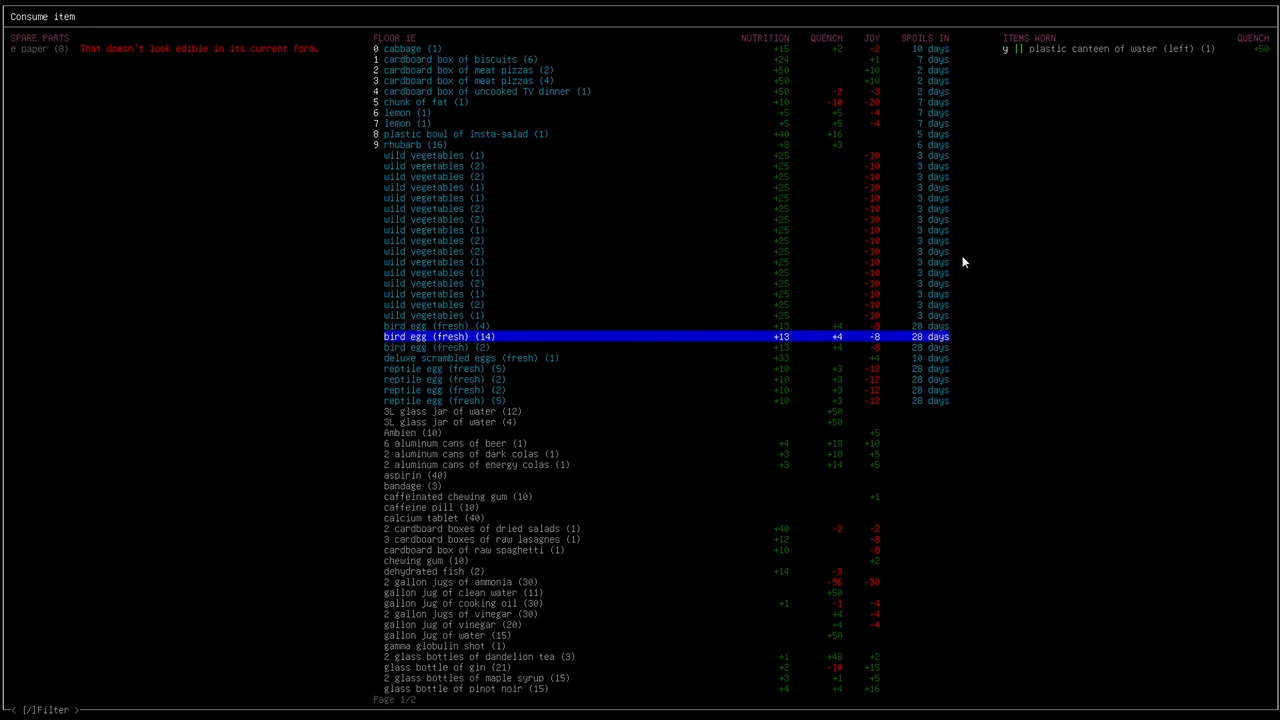 Consume item
SPARE PARTS FLOOR 1E NUTRITION QUENCH JOY SPOILS IN ITEMS WORN QUENCH
e paper (8) That doesn't look edible in its current form. 0 cabbage (1) +15 +2 -2 10 days y || plastic canteen of water (left) (1) +50
1 cardboard box of biscuits (6) +24 +1 7 days
2 cardboard box of meat pizzas (2) +50 +10 2 days
3 cardboard box of meat pizzas (4) +50 +10 2 days
4 cardboard box of uncooked TV dinner (1) +50 -2 -3 2 days
5 chunk of fat (1) +10 -10 -20 7 days
6 lemon (1) +5 +5 -4 7 days
7 lemon (1) +5 +5 -4 7 days
8 plastic bowl of insta-salad (1) +40 +16 5 days
9 rhubarb (16) +8 +3 6 days
wild vegetables (1) +25 -10 3 days
wild vegetables (2) +25 -10 3 days
wild vegetables (2) +25 -10 3 days
wild vegetables (1) +25 -10 3 days
wild vegetables (1) +25 -10 3 days
wild vegetables (2) +25 -10 3 days
wild vegetables (2) +25 -10 3 days
wild vegetables (1) +25 -10 3 days
wild vegetables (2) +25 -10 3 days
wild vegetables (2) +25 -10 3 days
wild vegetables (1) +25 -10 3 days
wild vegetables (1) +25 -10 3 days
wild vegetables (2) +25 -10 3 days
wild vegetables (1) +25 -10 3 days
wild vegetables (2) +25 -10 3 days
wild vegetables (1) +25 -10 3 days
bird egg (fresh) (4) +13 +4 -8 28 days
bird egg (fresh) (14) +13 +4 -8 28 days
bird egg (fresh) (2) +13 +4 -8 28 days
deluxe scrambled eggs (fresh) (1) +33 +4 10 days
reptile egg (fresh) (5) +10 +3 -12 28 days
reptile egg (fresh) (2) +10 +3 -12 28 days
reptile egg (fresh) (2) +10 +3 -12 28 days
reptile egg (fresh) (5) +10 +3 -12 28 days
3L glass jar of water (12) +50
3L glass jar of water (4) +50
Ambien (10) +5
6 aluminum cans of beer (1) +4 +18 +10
2 aluminum cans of dark colas (1) +3 +18 +5
2 aluminum cans of energy colas (1) +3 +14 +5
aspirin (40)
bandage (3)
caffeinated chewing gum (10) +1
caffeine pill (10)
calcium tablet (40)
2 cardboard boxes of dried salads (1) +40 -2 -2
3 cardboard boxes of raw lasagnes (1) +12 -8
cardboard box of raw spaghetti (1) +10 -8
chewing gum (10) +2
dehydrated fish (2) +14 -3
2 gallon jugs of ammonia (30) -96 -30
gallon jug of clean water (11) +50
gallon jug of cooking oil (30) +1 -1 -4
2 gallon jugs of vinegar (30) +4 -4
gallon jug of vinegar (20) +4 -4
gallon jug of water (15) +50
gamma globulin shot (1)
2 glass bottles of dandelion tea (3) +1 +48 +2
glass bottle of gin (21) +2 -10 +15
2 glass bottles of maple syrup (15) +3 +1 +5
glass bottle of pinot noir (15) +4 +4 +16
Page 1/2
< [/]Filter >